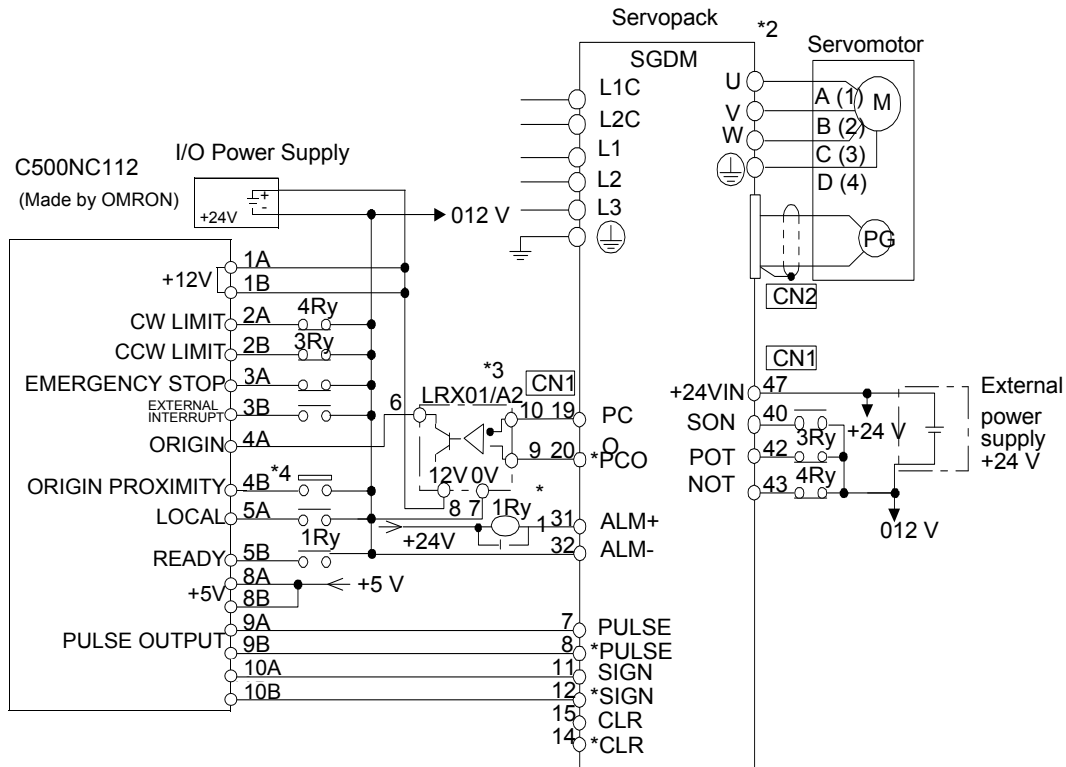 Servopack
*2
SGDM
Servomotor
L1C
L2C
L1
L2
L3
U
V
W
A (1)
B (2)
C (3)
D (4)
M
PG
CN2
C500NC112
(Made by OMRON)
I/O Power Supply
+
-
+24V
012 V
+12V
1A
1B
CW LIMIT
2A
4Ry
CCW LIMIT
2B
3Ry
EMERGENCY STOP
3A
EXTERNAL
INTERRUPT
3B
ORIGIN
4A
ORIGIN PROXIMITY
4B
*4
LOCAL
5A
1Ry
READY
5B
+5V
8A
8B
+5 V
PULSE OUTPUT
9A
9B
10A
10B
*3
LRX01/A2
CN1
6
10
19
PC
O
9
20
*PCO
12V
0V
8
7
*
1
1Ry
+24V
31
ALM+
32
ALM-
7
PULSE
8
*PULSE
11
SIGN
12
*SIGN
15
CLR
14
*CLR
CN1
+24VIN
47
SON
40
3Ry
+24 V
POT
42
4Ry
NOT
43
012 V
External
power
supply
+24 V